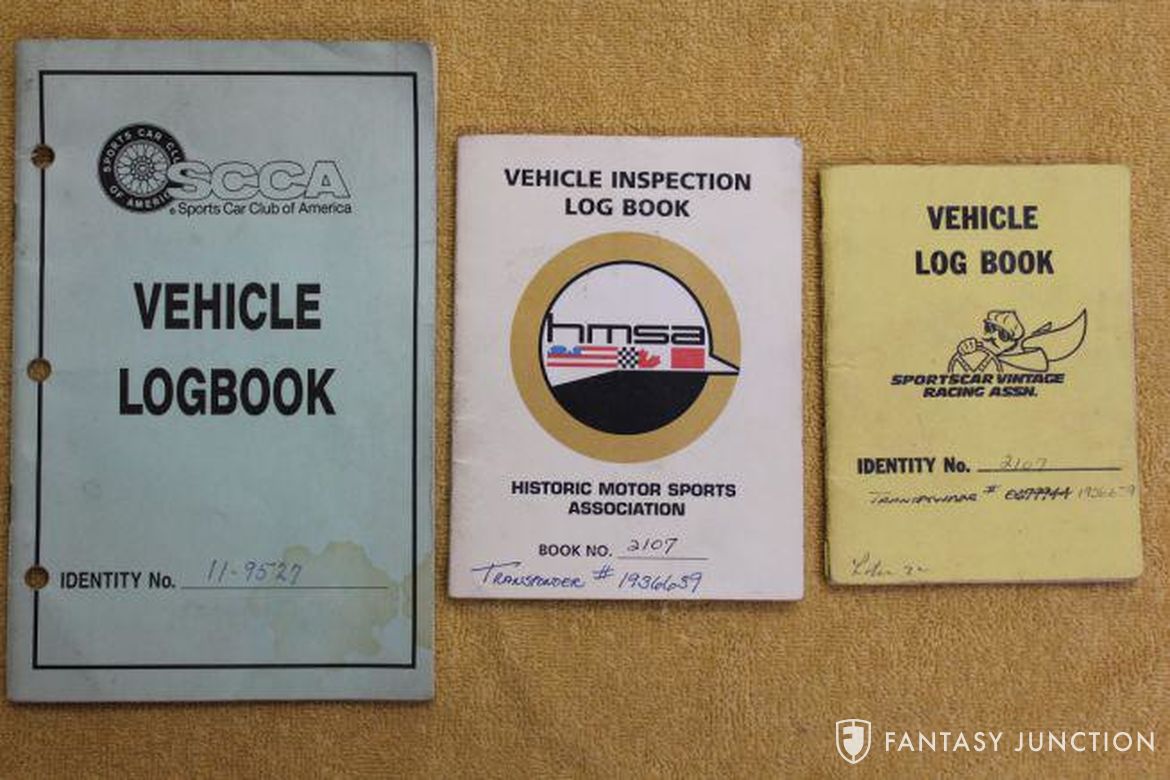 SPORTS CAR CLUB
OF AMERICA
SCCA
® Sports Car Club of America
VEHICLE
LOGBOOK
IDENTITY No. 11-9527
VEHICLE INSPECTION
LOG BOOK
hmsa
HISTORIC MOTOR SPORTS
ASSOCIATION
BOOK NO. 2107
TRANSPONDER # 1936659
VEHICLE
LOG BOOK
SPORTSCAR VINTAGE
RACING ASSN.
IDENTITY No. 2107
TRANSPONDER # 1936659
FANTASY JUNCTION